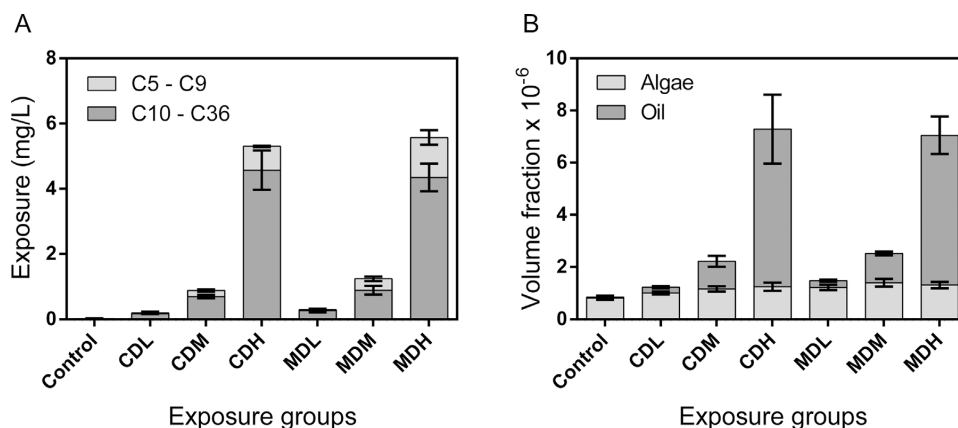 A
Exposure (mg/L)
8
6
4
2
0
C5 - C9
C10 - C36
Control
CDL
CDM
CDH
MDL
MDM
MDH
Exposure groups
B
Volume fraction x 10⁻⁶
10
8
6
4
2
0
Algae
Oil
Control
CDL
CDM
CDH
MDL
MDM
MDH
Exposure groups